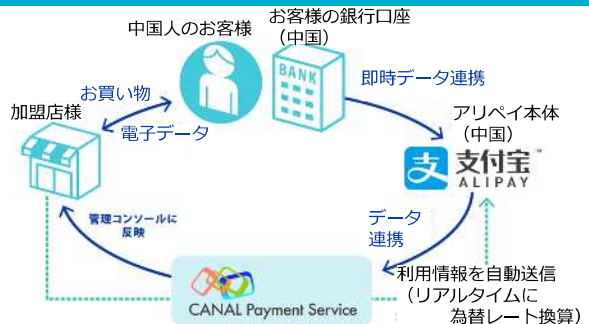 中国人のお客様
お客様の銀行口座
（中国）
BANK
お買い物
即時データ連携
加盟店様
電子データ
アリペイ本体
（中国）
支 支付宝™
ALIPAY
管理コンソールに
反映
データ
連携
CANAL Payment Service
利用情報を自動送信
（リアルタイムに
為替レート換算）